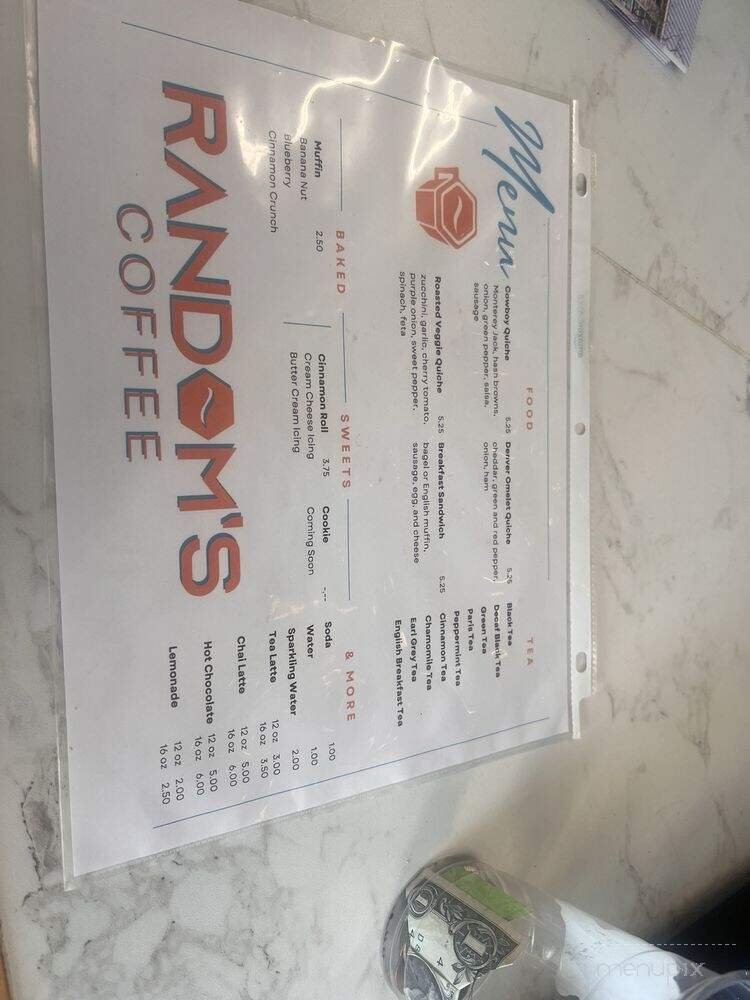 Menu
FOOD
Cowboy Quiche 5.25
Monterey Jack, hash browns,
onion, green pepper, salsa,
sausage
Denver Omelet Quiche 5.25
cheddar, green and red pepper,
onion, ham
Roasted Veggie Quiche 5.25
zucchini, garlic, cherry tomato,
purple onion, sweet pepper,
spinach, feta
Breakfast Sandwich 5.25
bagel or English muffin,
sausage, egg, and cheese
TEA
Black Tea
Decaf Black Tea
Green Tea
Paris Tea
Peppermint Tea
Cinnamon Tea
Chamomile Tea
Earl Grey Tea
English Breakfast Tea
BAKED
Muffin 2.50
Banana Nut
Blueberry
Cinnamon Crunch
SWEETS
Cinnamon Roll 3.75
Cream Cheese Icing
Butter Cream Icing
Cookie -.--
Coming Soon
& MORE
Soda 1.00
Water 1.00
Sparkling Water 2.00
Tea Latte 12 oz 3.00
16 oz 3.50
Chai Latte 12 oz 5.00
16 oz 6.00
Hot Chocolate 12 oz 5.00
16 oz 6.00
Lemonade 12 oz 2.00
16 oz 2.50
RANDOM'S
COFFEE
menupix